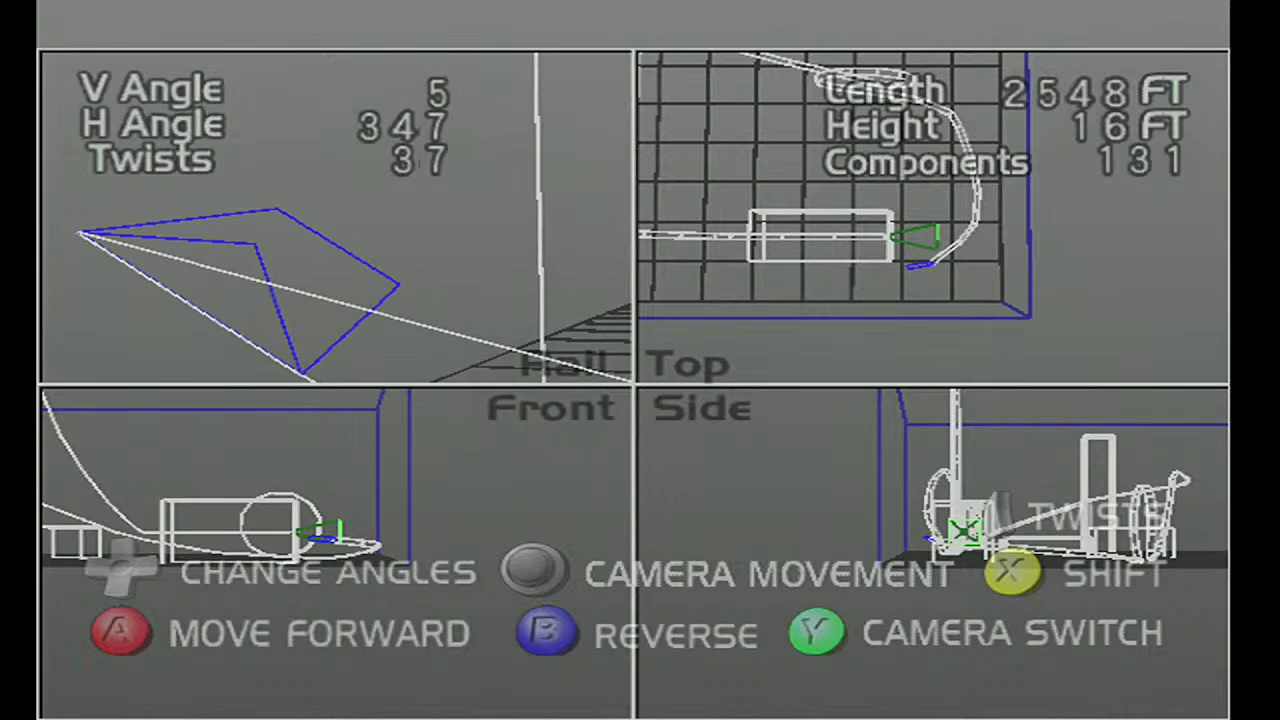 V Angle 5
H Angle 347
Twists 37
Length 2548 FT
Height 16 FT
Components 131
Rail
Top
Front
Side
TWISTS
CHANGE ANGLES
CAMERA MOVEMENT
X SHIFT
A MOVE FORWARD
B REVERSE
Y CAMERA SWITCH